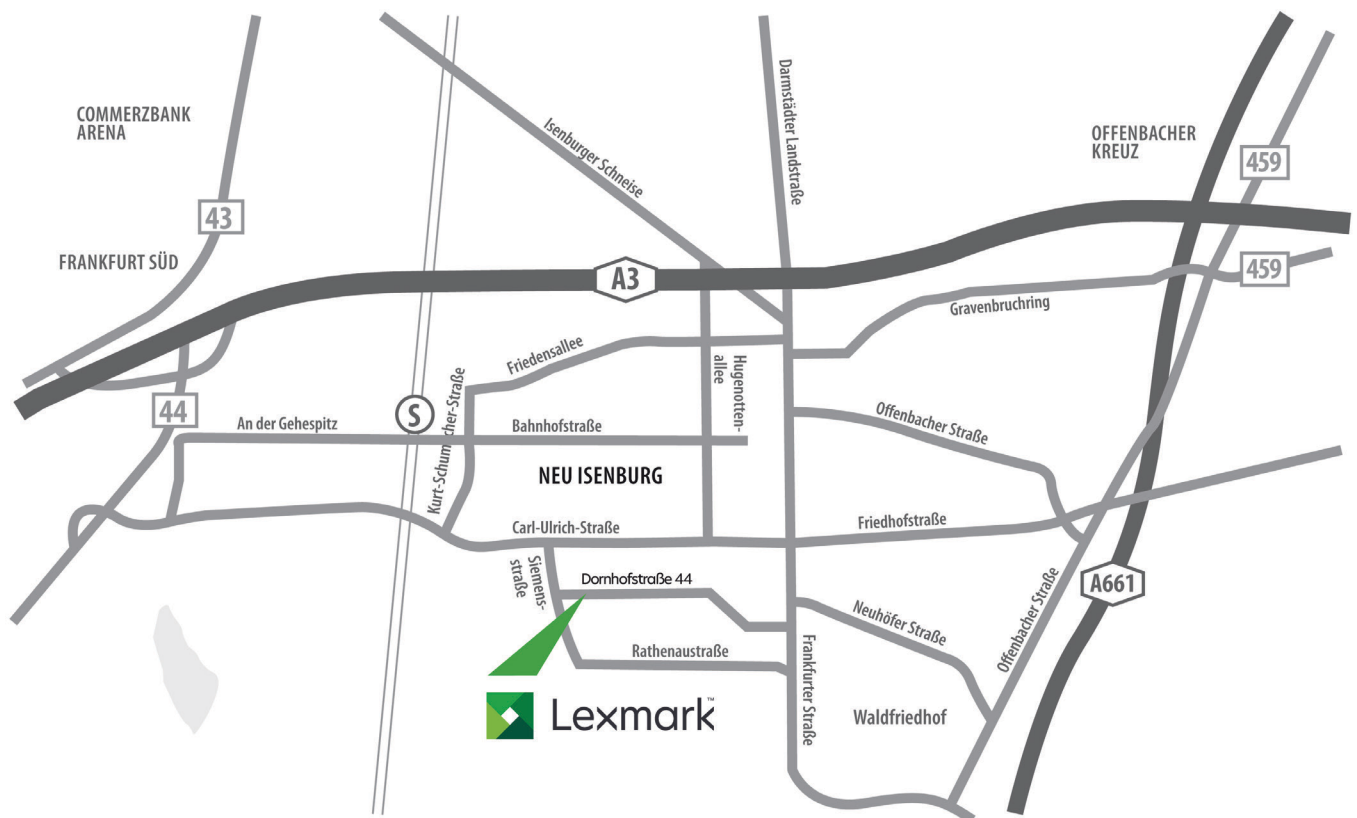 COMMERZBANK
ARENA
Isenburger Schneise
Darmstädter Landstraße
OFFENBACHER
KREUZ
459
43
FRANKFURT SÜD
A3
459
Gravenbruchring
Friedensallee
Hugenotten-
allee
44
S
Kurt-Schumacher-Straße
An der Gehespitz
Bahnhofstraße
Offenbacher Straße
NEU ISENBURG
Carl-Ulrich-Straße
Friedhofstraße
Siemens-
straße
Dornhofstraße 44
A661
Neuhöfer Straße
Offenbacher Straße
Rathenaustraße
Frankfurter Straße
Waldfriedhof
Lexmark™